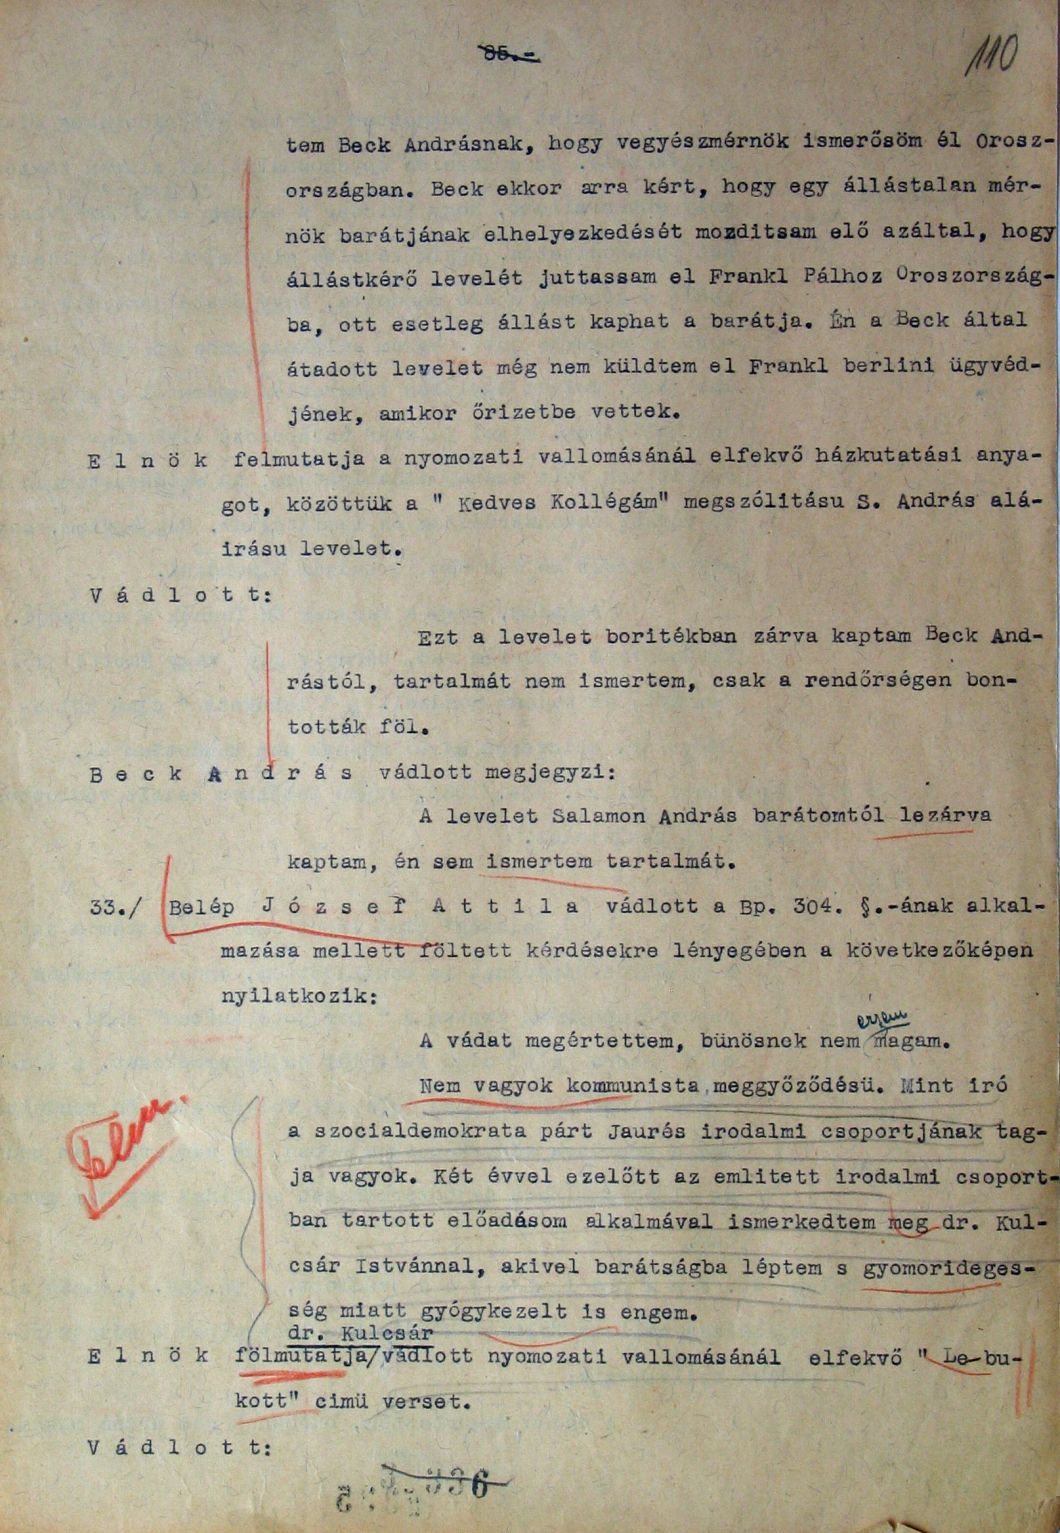 85.-
110
tem Beck Andrásnak, hogy vegyészmérnök ismerősöm él Orosz-
országban. Beck ekkor arra kért, hogy egy állástalan mér-
nök barátjának elhelyezkedését mozditsam elő azáltal, hogy
állástkérő levelét juttassam el Frankl Pálhoz Oroszország-
ba, ott esetleg állást kaphat a barátja. Én a Beck által
átadott levelet még nem küldtem el Frankl berlini ügyvéd-
jének, amikor őrizetbe vettek.
E l n ö k felmutatja a nyomozati vallomásánál elfekvő házkutatási anya-
got, közöttük a " Kedves Kollégám" megszólitásu S. András alá-
irásu levelet.
V á d l o t t:
Ezt a levelet boritékban zárva kaptam Beck And-
rástól, tartalmát nem ismertem, csak a rendőrségen bon-
tották föl.
B e c k A n d r á s vádlott megjegyzi:
A levelet Salamon András barátomtól lezárva
kaptam, én sem ismertem tartalmát.
33./ Belép J ó z s e f A t t i l a vádlott a Bp. 304. §.-ának alkal-
mazása mellett föltett kérdésekre lényegében a következőképen
nyilatkozik:
érzem
A vádat megértettem, bünösnek nem magam.
Nem vagyok kommunista meggyőződésü. Mint iró
a szocialdemokrata párt Jaurés irodalmi csoportjának tag-
ja vagyok. Két évvel ezelőtt az emlitett irodalmi csoport-
ban tartott előadásom alkalmával ismerkedtem meg dr. Kul-
csár Istvánnal, akivel barátságba léptem s gyomorideges-
ség miatt gyógykezelt is engem.
dr. Kulcsár
E l n ö k fölmutatja/vádlott nyomozati vallomásánál elfekvő " Le-bu-
kott" cimü verset.
V á d l o t t: